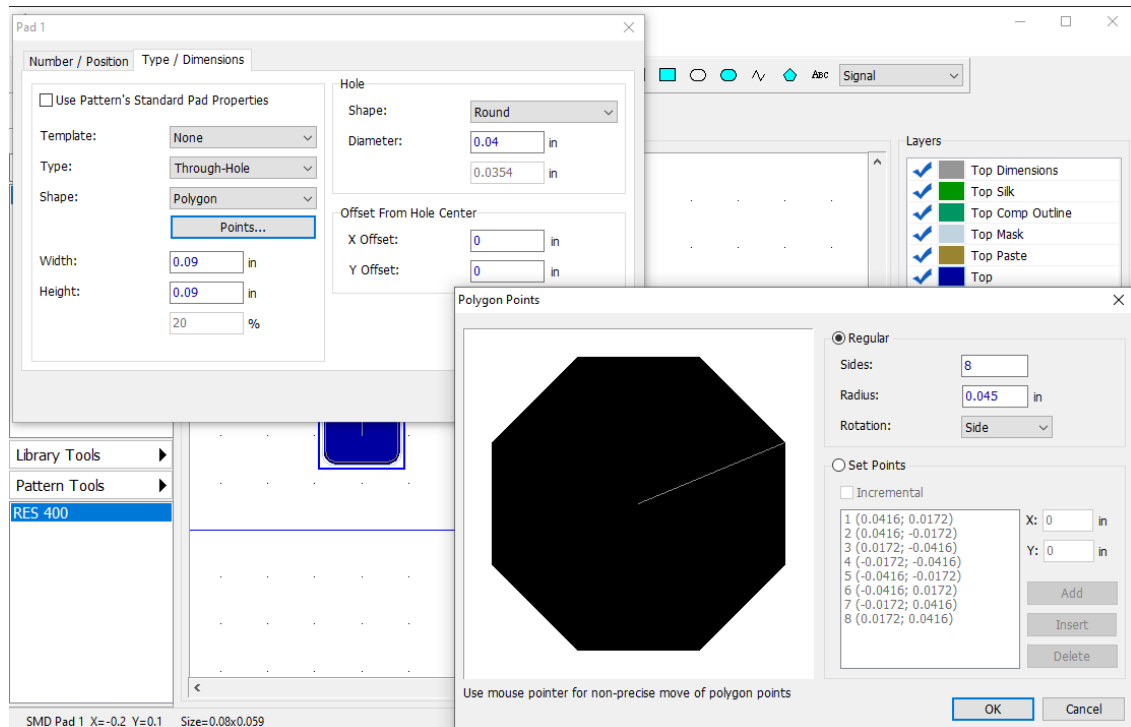 Pad 1
Number / Position Type / Dimensions
Use Pattern's Standard Pad Properties
Template: None
Type: Through-Hole
Shape: Polygon
Points...
Width: 0.09 in
Height: 0.09 in
20 %
Hole
Shape: Round
Diameter: 0.04 in
0.0354 in
Offset From Hole Center
X Offset: 0 in
Y Offset: 0 in
ABC Signal
Layers
Top Dimensions
Top Silk
Top Comp Outline
Top Mask
Top Paste
Top
Library Tools
Pattern Tools
RES 400
Polygon Points
Regular
Sides: 8
Radius: 0.045 in
Rotation: Side
Set Points
Incremental
1 (0.0416; 0.0172)
2 (0.0416; -0.0172)
3 (0.0172; -0.0416)
4 (-0.0172; -0.0416)
5 (-0.0416; -0.0172)
6 (-0.0416; 0.0172)
7 (-0.0172; 0.0416)
8 (0.0172; 0.0416)
X: 0 in
Y: 0 in
Add
Insert
Delete
Use mouse pointer for non-precise move of polygon points
OK Cancel
SMD Pad 1 X=-0.2 Y=0.1 Size=0.08x0.059